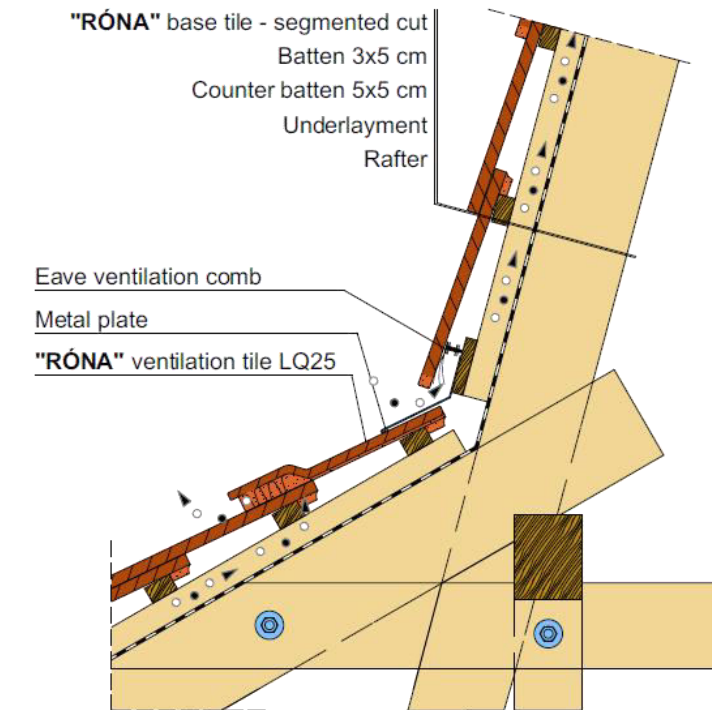 "RÓNA" base tile - segmented cut
Batten 3x5 cm
Counter batten 5x5 cm
Underlayment
Rafter
Eave ventilation comb
Metal plate
"RÓNA" ventilation tile LQ25